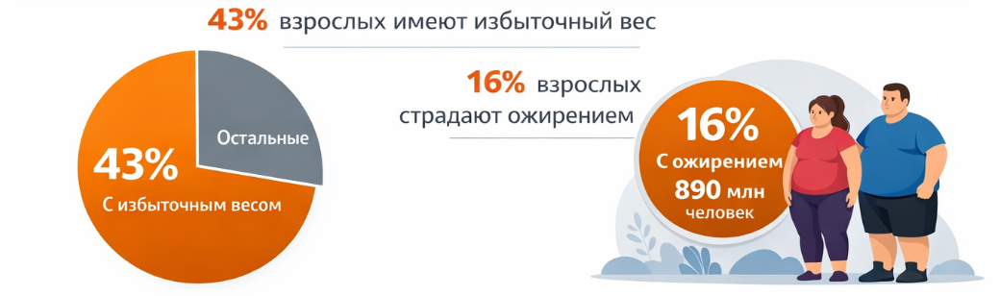 43% взрослых имеют избыточный вес
16% взрослых
страдают ожирением
Остальные
43%
С избыточным весом
16%
С ожирением
890 млн
человек